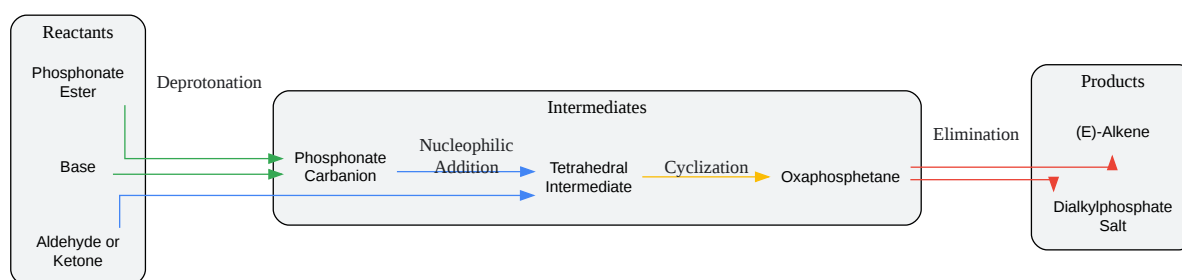 Reactants
Phosphonate
Ester
Base
Aldehyde or
Ketone
Deprotonation
Intermediates
Phosphonate
Carbanion
Nucleophilic
Addition
Tetrahedral
Intermediate
Cyclization
Oxaphosphetane
Elimination
Products
(E)-Alkene
Dialkylphosphate
Salt